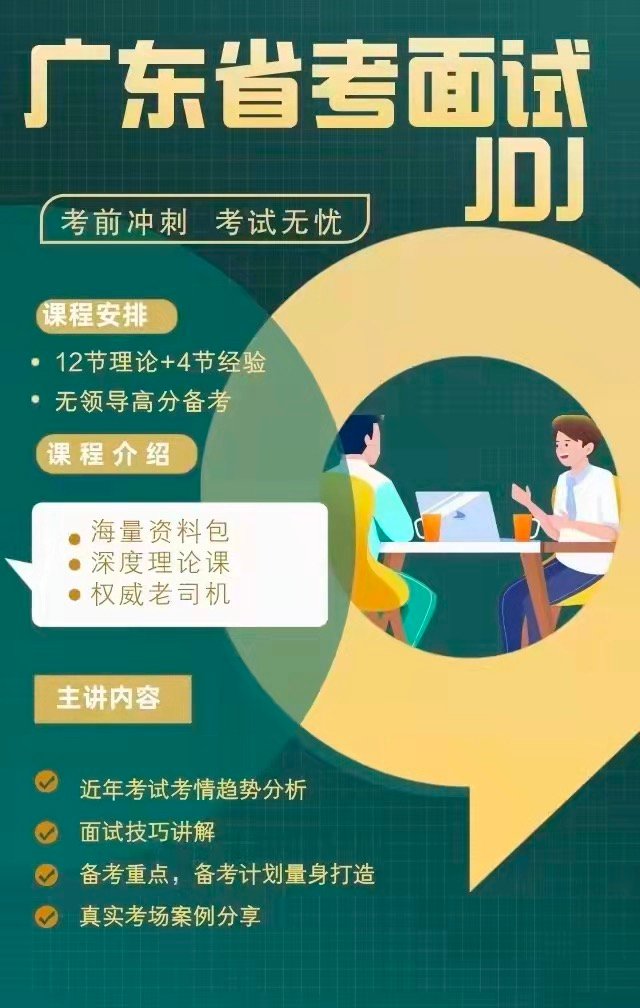 广东省考面试
JDJ
考前冲刺 考试无忧
课程安排
12节理论+4节经验
无领导高分备考
课程介绍
海量资料包
深度理论课
权威老司机
主讲内容
近年考试考情趋势分析
面试技巧讲解
备考重点，备考计划量身打造
真实考场案例分享